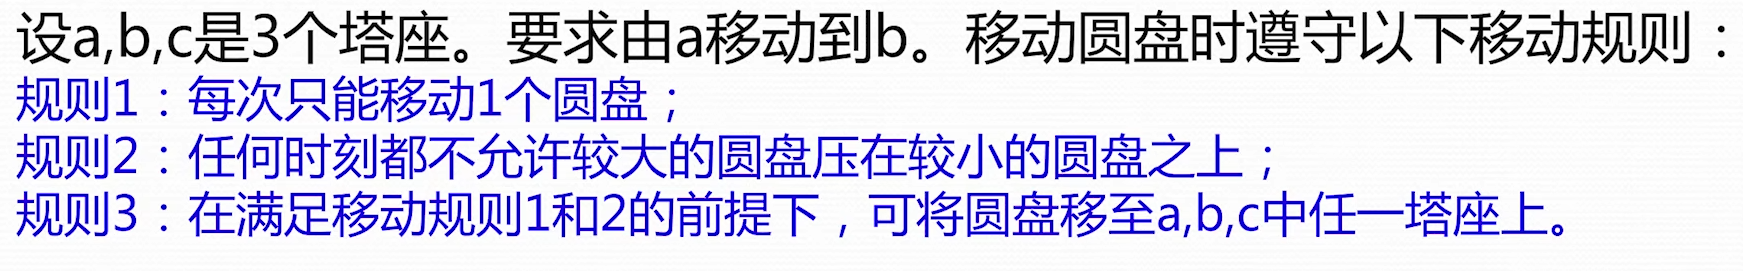 设a,b,c是3个塔座。要求由a移动到b。移动圆盘时遵守以下移动规则：
规则1：每次只能移动1个圆盘；
规则2：任何时刻都不允许较大的圆盘压在较小的圆盘之上；
规则3：在满足移动规则1和2的前提下，可将圆盘移至a,b,c中任一塔座上。